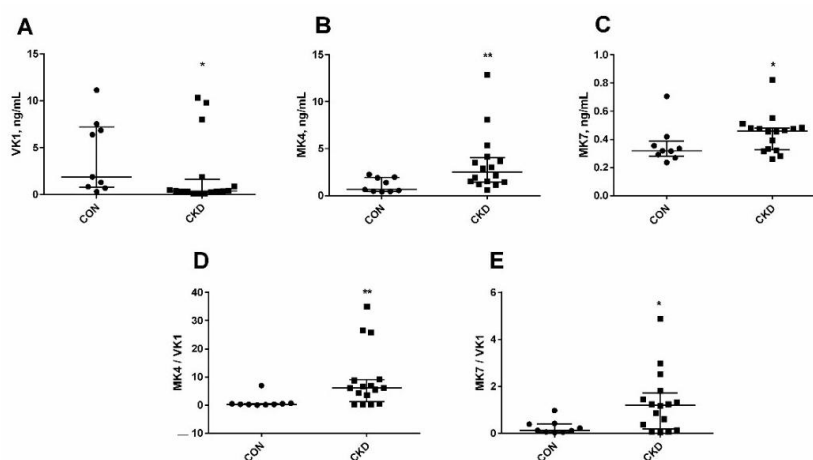 A
VK1, ng/mL
15
10
5
0
*
CON
CKD
B
MK4, ng/mL
15
10
5
0
**
CON
CKD
C
MK7, ng/mL
1.0
0.8
0.6
0.4
0.2
0.0
*
CON
CKD
D
MK4 / VK1
40
30
20
10
0
— 10
**
CON
CKD
E
MK7 / VK1
6
4
2
0
*
CON
CKD